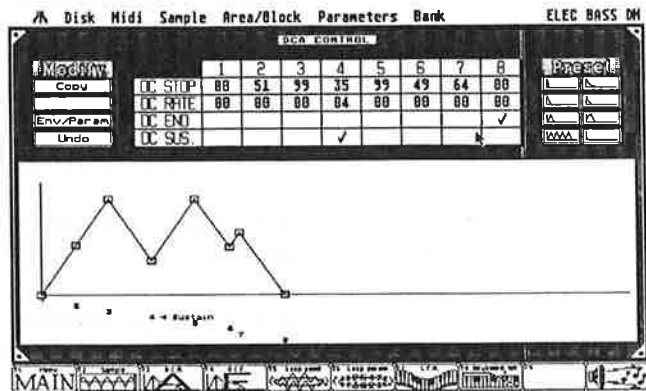 Disk Midi Sample Area/Block Parameters Bank ELEC BASS DM
DCA CONTROL
Modify Preset
1 2 3 4 5 6 7 8
Copy DC STOP 00 51 99 35 99 49 64 00
DC RATE 00 00 00 04 00 00 00 00
Env/Param DC END ✓
Undo DC SUS. ✓
2 3 4 → Sustain 5 6 7 8
MAIN